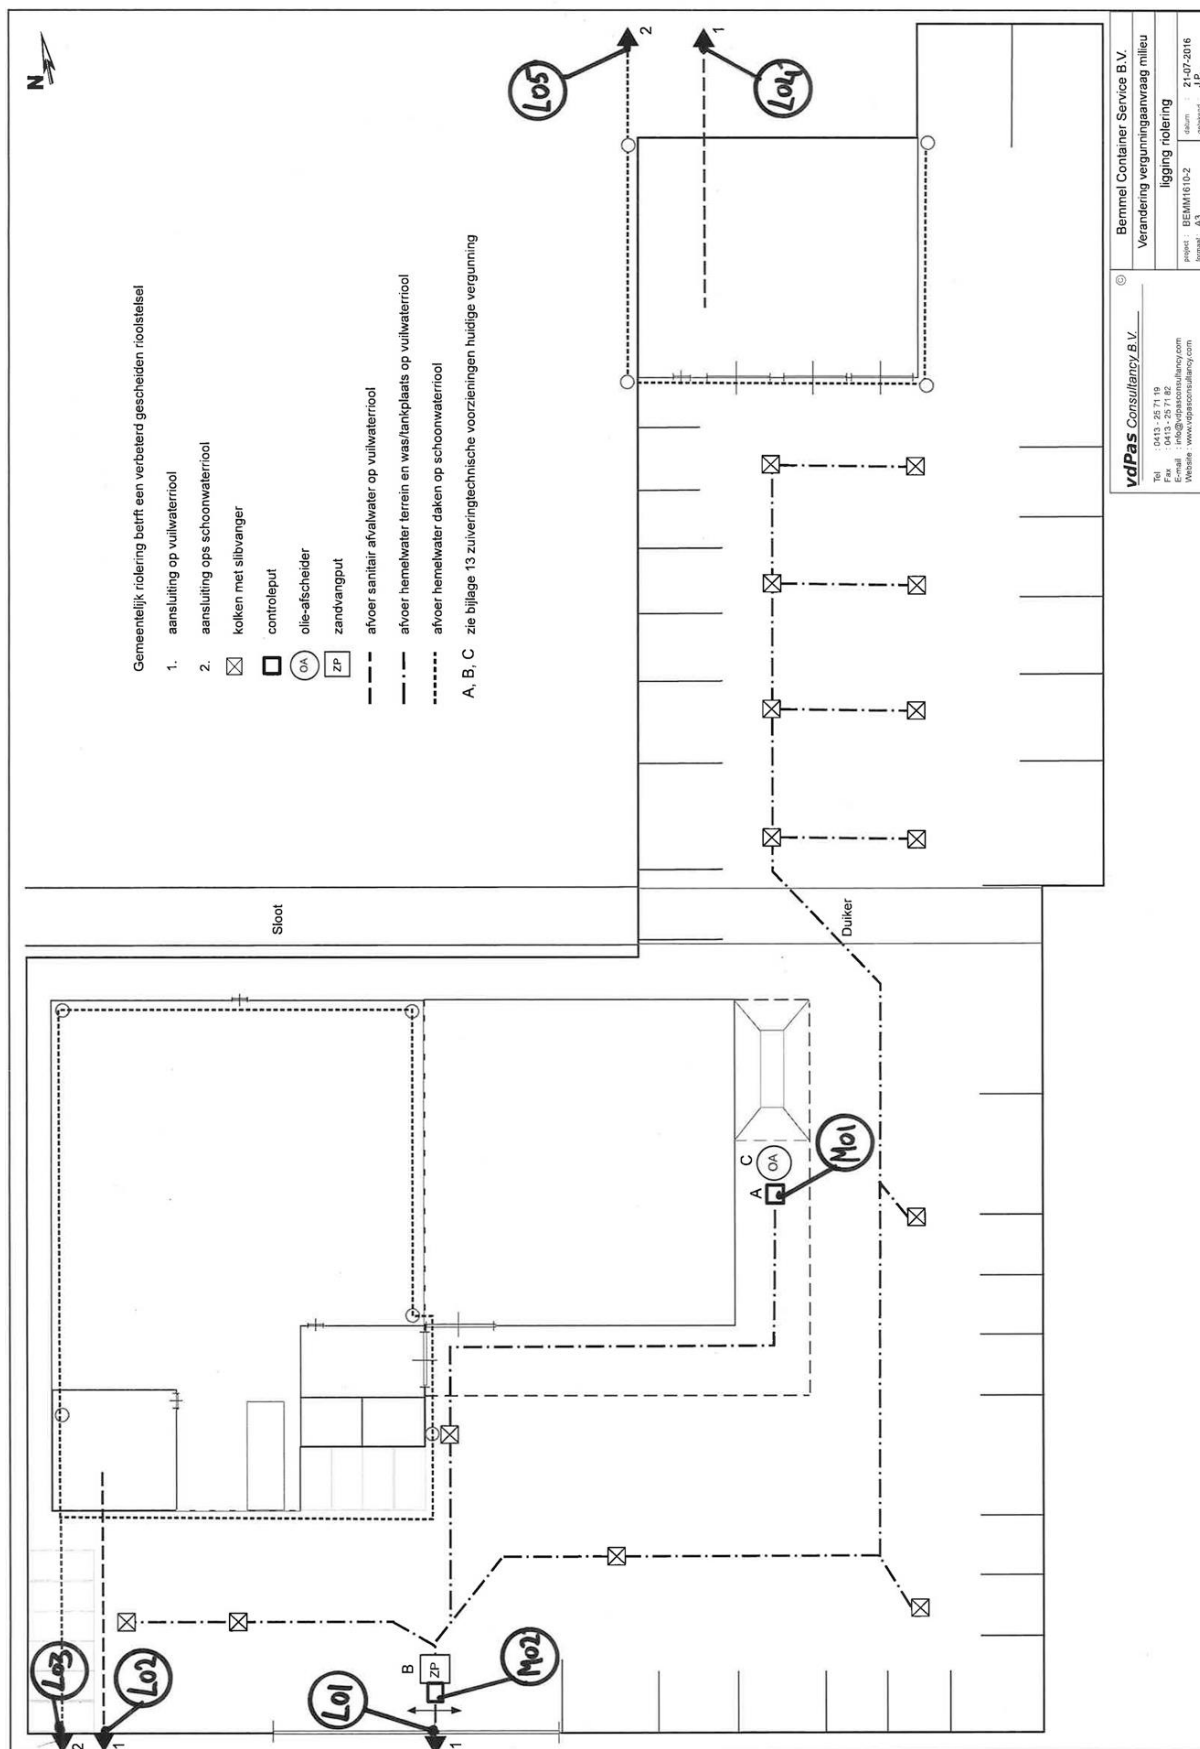 N
Gemeentelijk riolering betrft een verbeterd gescheiden rioolstelsel
1. aansluiting op vuilwaterriool
2. aansluiting ops schoonwaterriool
kolken met slibvanger
controleput
OA olie-afscheider
ZP zandvangput
afvoer sanitair afvalwater op vuilwaterriool
afvoer hemelwater terrein en was/tankplaats op vuilwaterriool
afvoer hemelwater daken op schoonwaterriool
A, B, C zie bijlage 13 zuiveringtechnische voorzieningen huidige vergunning
L05
2
L04
1
Sloot
Duiker
C
OA
A
M01
L03
2
L02
1
L01
1
B
ZP
M02
©
vdPas Consultancy B.V.
Tel : 0413 - 25 71 19
Fax : 0413 - 25 71 82
E-mail : info@vdpasconsultancy.com
Website : www.vdpasconsultancy.com
Bemmel Container Service B.V.
Verandering vergunningaanvraag milieu
ligging riolering
project : BEMM1610-2
datum : 21-07-2016
formaat : A3
getekend : J.P.